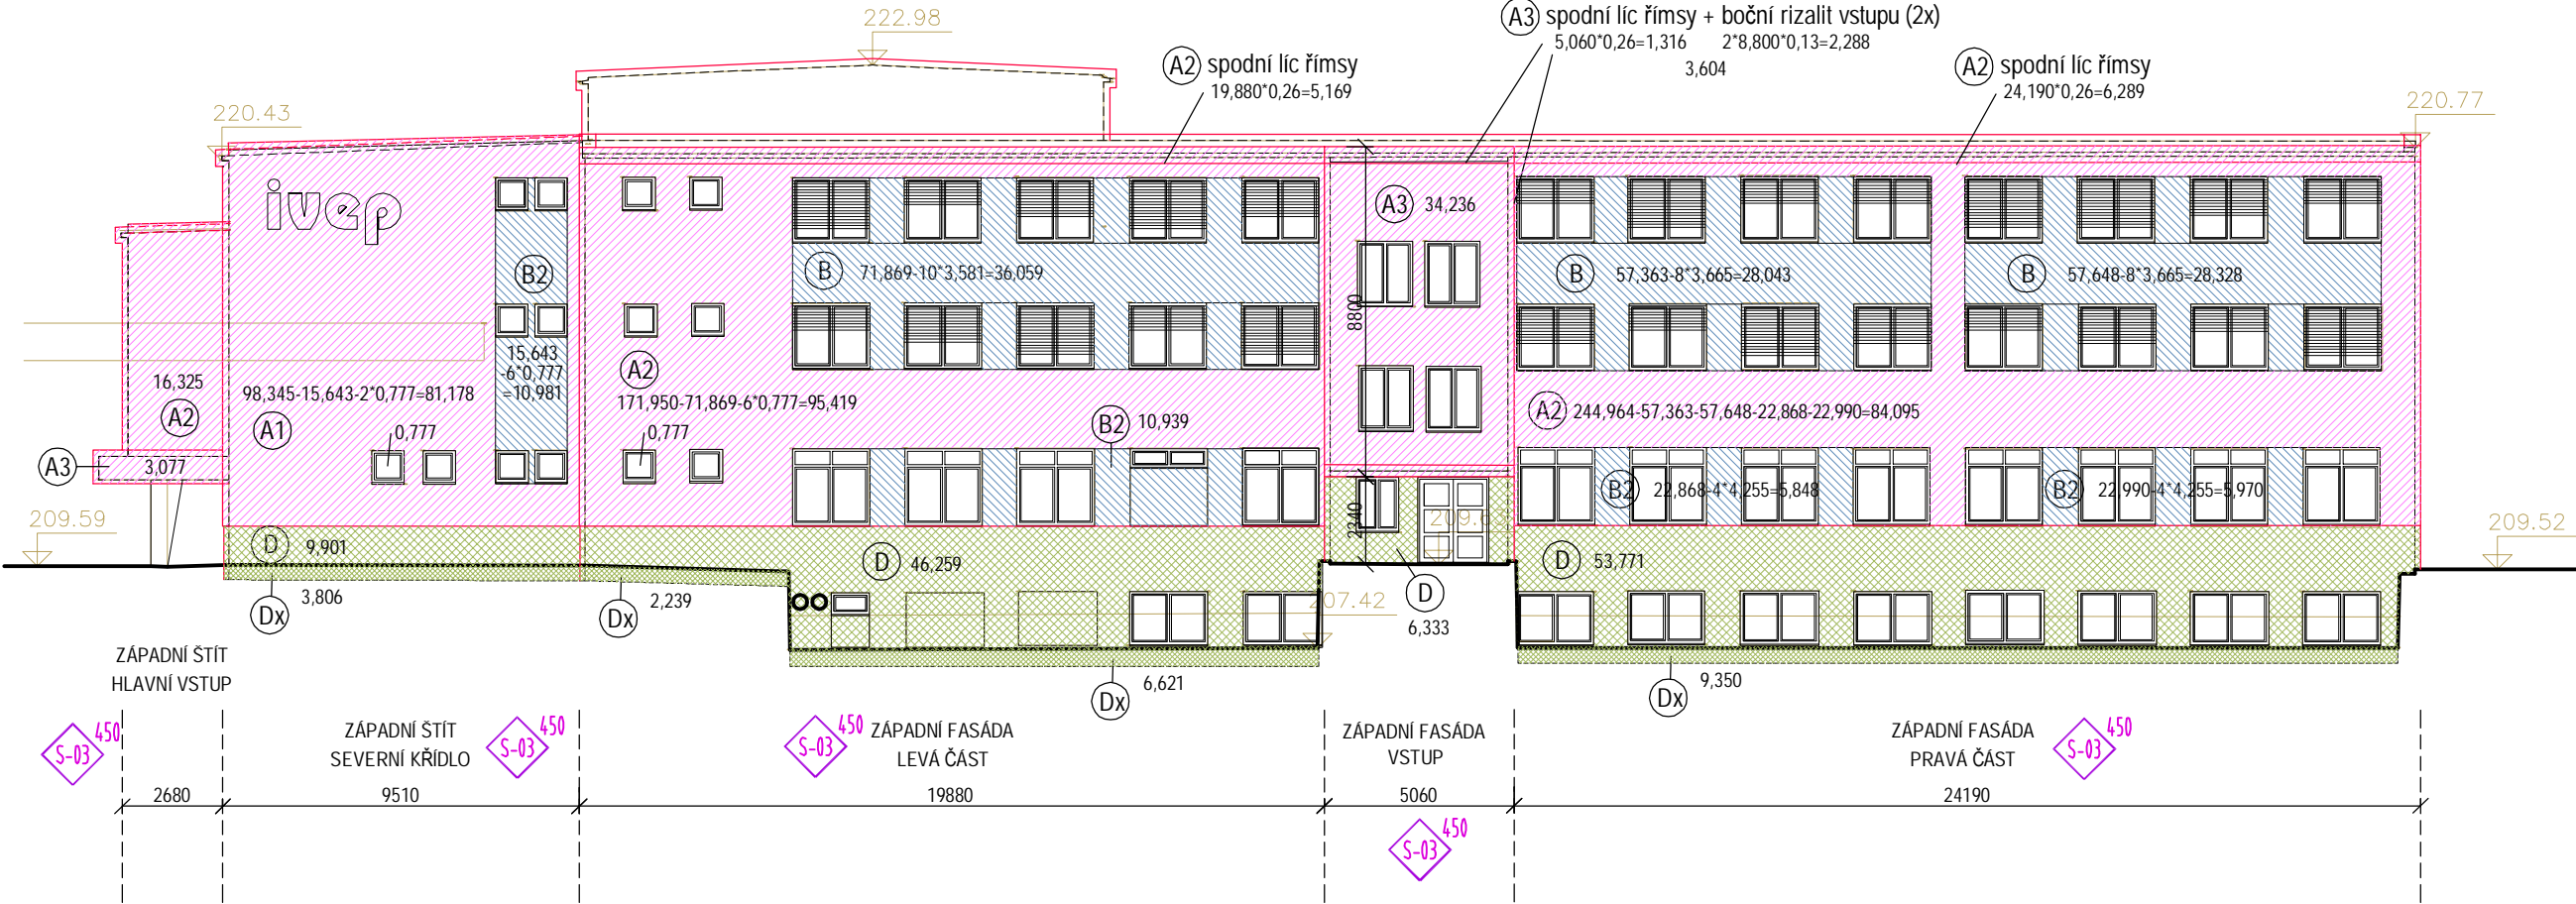 222.98
A3 spodní líc římsy + boční rizalit vstupu (2x)
5,060*0,26=1,316 2*8,800*0,13=2,288
3,604
A2 spodní líc římsy
19,880*0,26=5,169
A2 spodní líc římsy
24,190*0,26=6,289
220.43
220.77
ivep
A3 34,236
B2
B 71,869-10*3,581=36,059
B 57,363-8*3,665=28,043
B 57,648-8*3,665=28,328
8800
15,643
-6*0,777
=10,981
16,325
A2
98,345-15,643-2*0,777=81,178
A1
A2
171,950-71,869-6*0,777=95,419
A2 244,964-57,363-57,648-22,868-22,990=84,095
0,777
0,777
B2 10,939
A3 3,077
B2 22,868-4*4,255=5,848
B2 22,990-4*4,255=5,970
209.59
2340
209.52
D 9,901
D 46,259
D 53,771
Dx 3,806
Dx 2,239
207.42
D
6,333
Dx 6,621
Dx 9,350
ZÁPADNÍ ŠTÍT
HLAVNÍ VSTUP
S-03 450
ZÁPADNÍ ŠTÍT
SEVERNÍ KŘÍDLO
S-03 450
S-03 450
ZÁPADNÍ FASÁDA
LEVÁ ČÁST
ZÁPADNÍ FASÁDA
VSTUP
ZÁPADNÍ FASÁDA
PRAVÁ ČÁST
S-03 450
2680 9510 19880 5060 24190
S-03 450